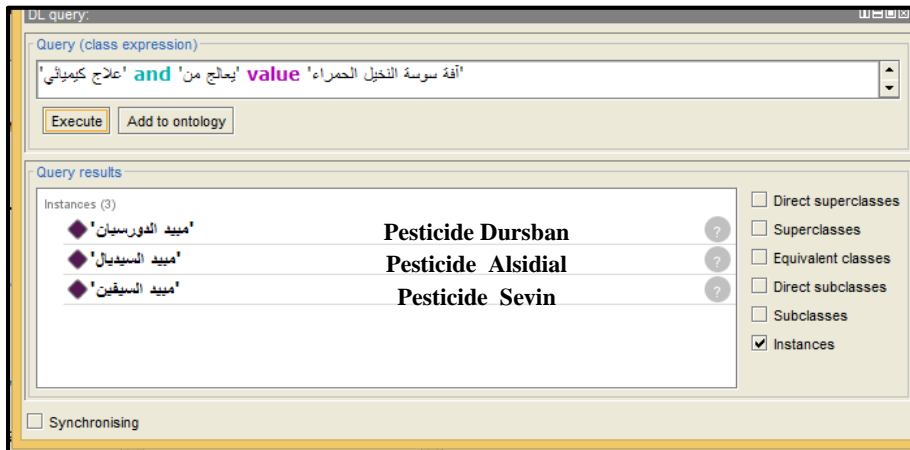 DL query:
Query (class expression)
'علاج كيميائي' and 'يعالج من' value 'آفة سوسة النخيل الحمراء'
Execute
Add to ontology
Query results
Instances (3)
'مبيد الدورسبان' Pesticide Dursban ?
'مبيد السيديال' Pesticide Alsidial ?
'مبيد السيفين' Pesticide Sevin ?
Direct superclasses
Superclasses
Equivalent classes
Direct subclasses
Subclasses
Instances
Synchronising